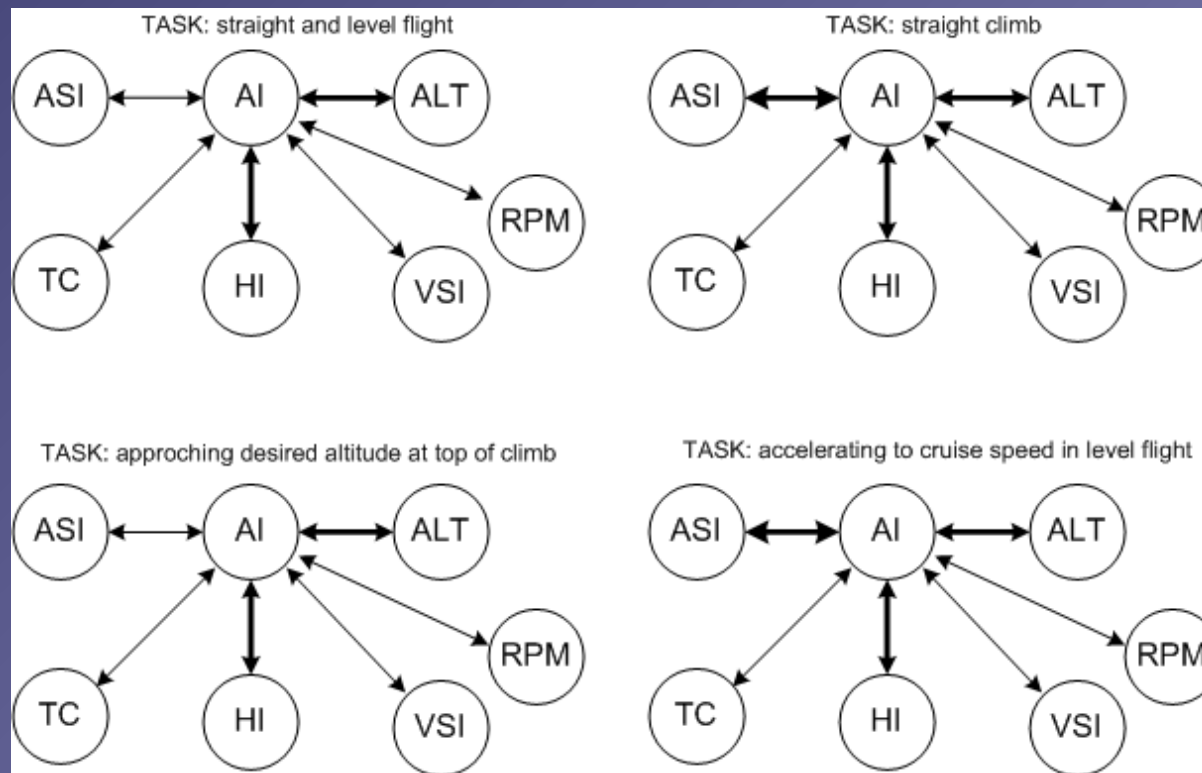 TASK: straight and level flight
ASI AI ALT
RPM
TC HI VSI
TASK: straight climb
ASI AI ALT
RPM
TC HI VSI
TASK: approching desired altitude at top of climb
ASI AI ALT
RPM
TC HI VSI
TASK: accelerating to cruise speed in level flight
ASI AI ALT
RPM
TC HI VSI